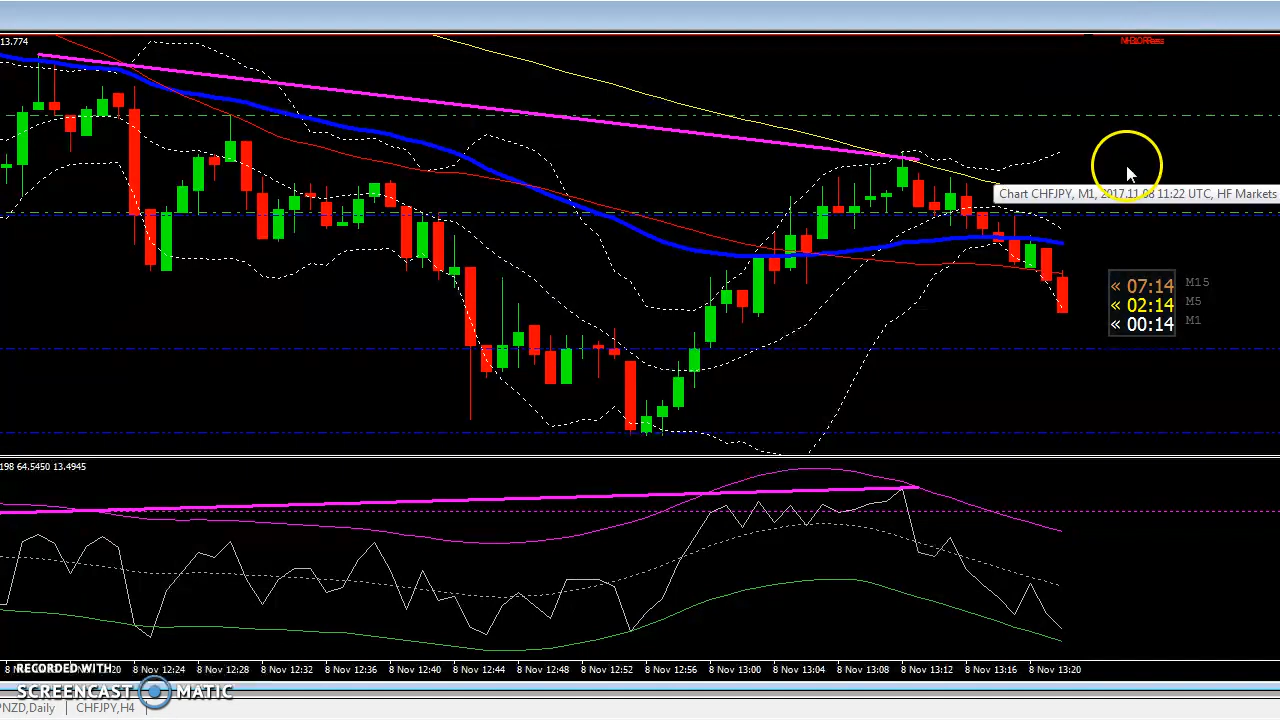 13.774
Chart CHFJPY, M1, 2017.11.08 11:22 UTC, HF Markets
« 07:14 M15
« 02:14 M5
« 00:14 M1
198 64.5450 13.4945
8 Nov 12:24 8 Nov 12:28 8 Nov 12:32 8 Nov 12:36 8 Nov 12:40 8 Nov 12:44 8 Nov 12:48 8 Nov 12:52 8 Nov 12:56 8 Nov 13:00 8 Nov 13:04 8 Nov 13:08 8 Nov 13:12 8 Nov 13:16 8 Nov 13:20
RECORDED WITH
SCREENCAST MATIC
PNZD,Daily CHFJPY,H4